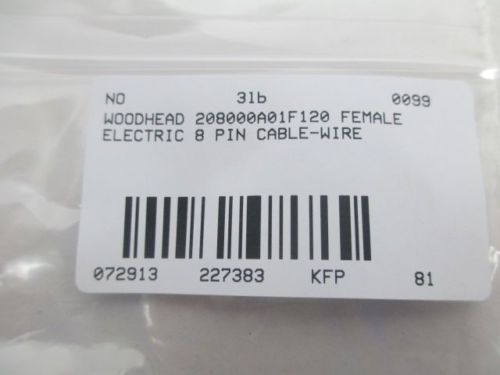 NO 3lb 0099
WOODHEAD 208000A01F120 FEMALE
ELECTRIC 8 PIN CABLE-WIRE
072913 227383 KFP 81